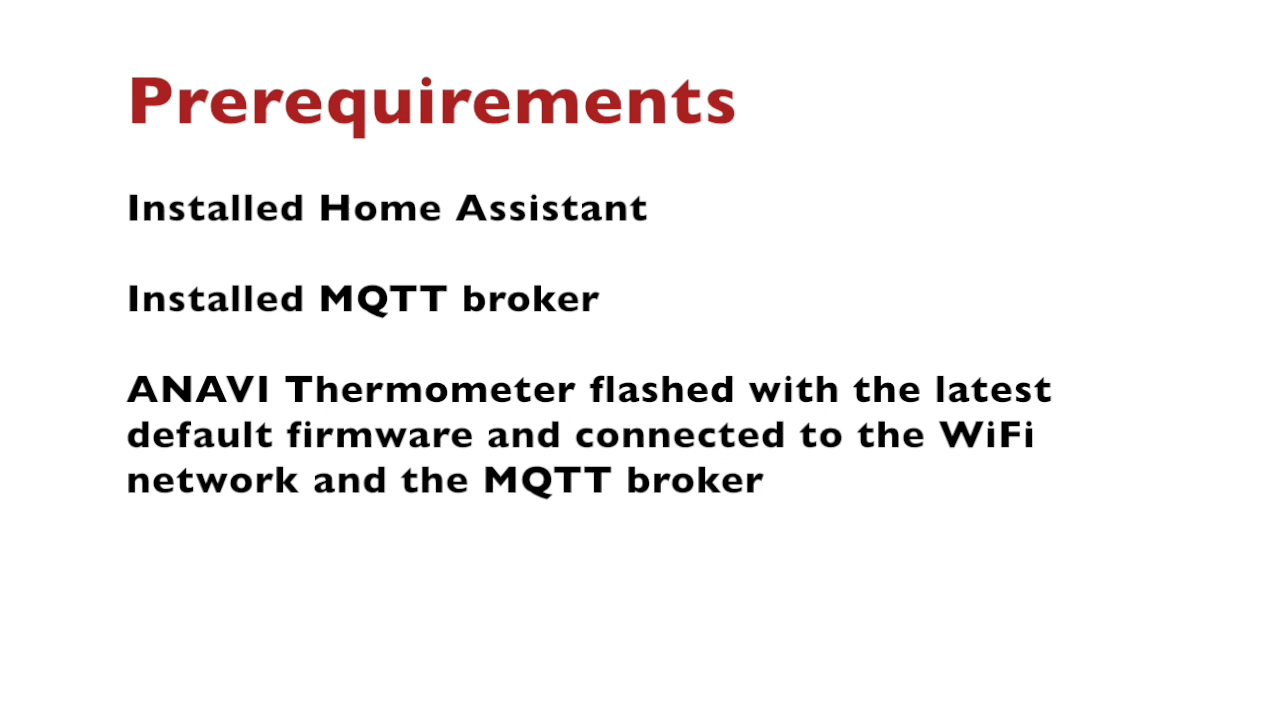 Prerequirements
Installed Home Assistant
Installed MQTT broker
ANAVI Thermometer flashed with the latest
default firmware and connected to the WiFi
network and the MQTT broker